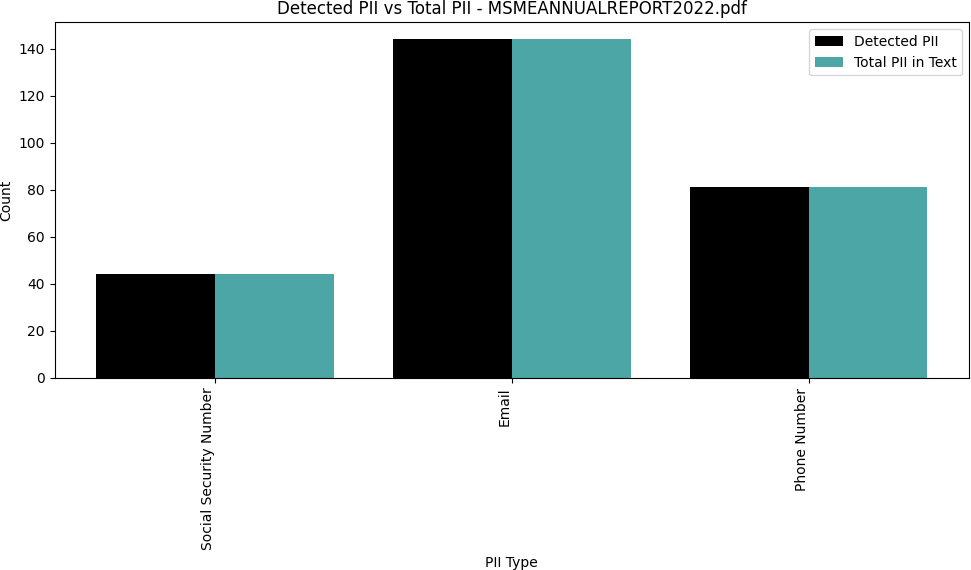 Detected PII vs Total PII - MSMEANNUALREPORT2022.pdf
Detected PII
Total PII in Text
Count
140
120
100
80
60
40
20
0
Social Security Number
Email
Phone Number
PII Type